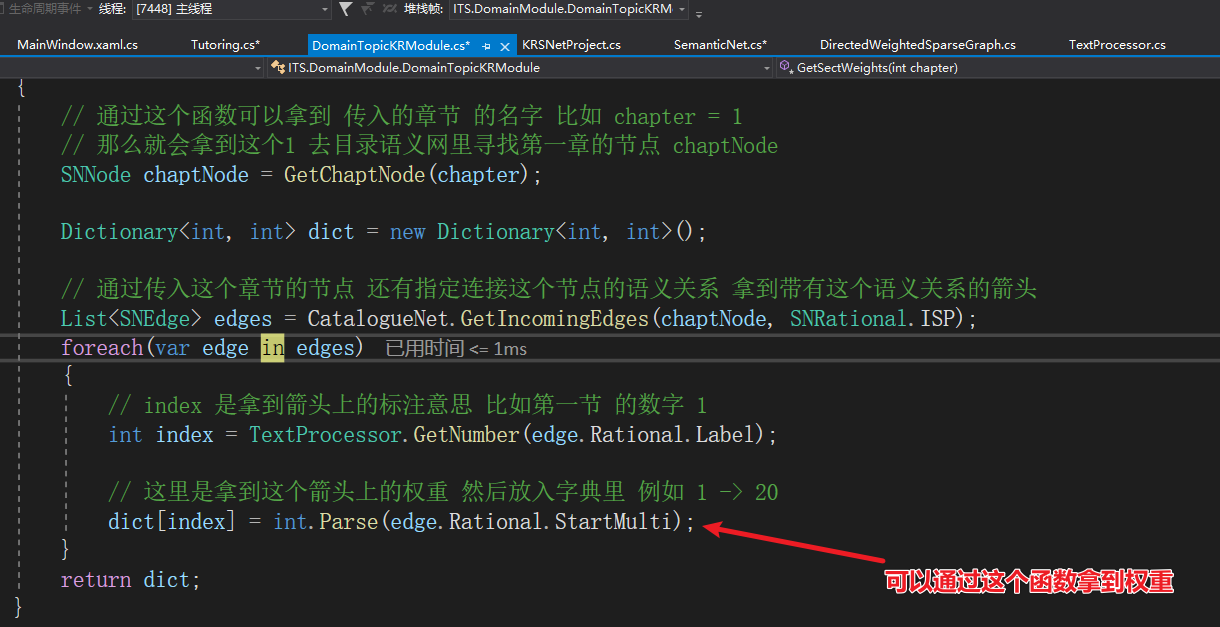 生命周期事件 线程: [7448] 主线程 堆栈帧: ITS.DomainModule.DomainTopicKRM
MainWindow.xaml.cs Tutoring.cs* DomainTopicKRModule.cs* KRSNetProject.cs SemanticNet.cs* DirectedWeightedSparseGraph.cs TextProcessor.cs
ITS.DomainModule.DomainTopicKRModule GetSectWeights(int chapter)
{
// 通过这个函数可以拿到 传入的章节 的名字 比如 chapter = 1
// 那么就会拿到这个1 去目录语义网里寻找第一章的节点 chaptNode
SNNode chaptNode = GetChaptNode(chapter);
Dictionary<int, int> dict = new Dictionary<int, int>();
// 通过传入这个章节的节点 还有指定连接这个节点的语义关系 拿到带有这个语义关系的箭头
List<SNEdge> edges = CatalogueNet.GetIncomingEdges(chaptNode, SNRational.ISP);
foreach(var edge in edges) 已用时间 <= 1ms
{
// index 是拿到箭头上的标注意思 比如第一节 的数字 1
int index = TextProcessor.GetNumber(edge.Rational.Label);
// 这里是拿到这个箭头上的权重 然后放入字典里 例如 1 -> 20
dict[index] = int.Parse(edge.Rational.StartMulti);
}
可以通过这个函数拿到权重
return dict;
}